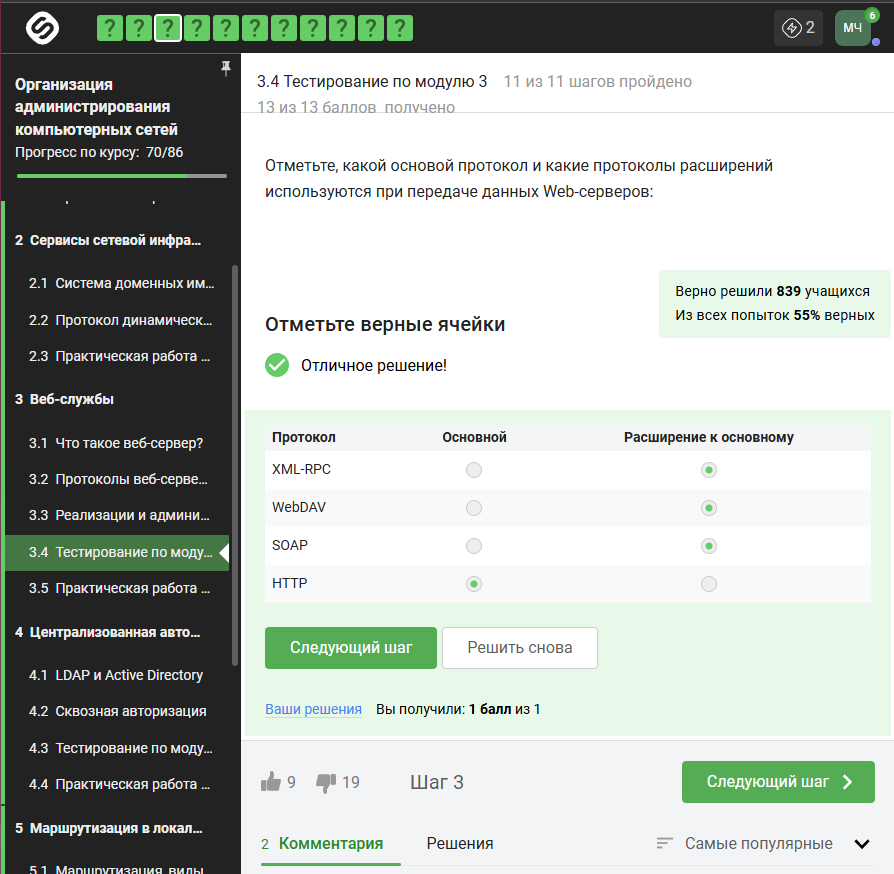 ? ? ? ? ? ? ? ? ? ? ?
2
МЧ
6
Организация
администрирования
компьютерных сетей
Прогресс по курсу: 70/86
2 Сервисы сетевой инфра...
2.1 Система доменных им...
2.2 Протокол динамическ...
2.3 Практическая работа ...
3 Веб-службы
3.1 Что такое веб-сервер?
3.2 Протоколы веб-серве...
3.3 Реализации и админи...
3.4 Тестирование по моду...
3.5 Практическая работа ...
4 Централизованная авто...
4.1 LDAP и Active Directory
4.2 Сквозная авторизация
4.3 Тестирование по моду...
4.4 Практическая работа ...
5 Маршрутизация в локал...
5.1 Маршрутизация, виды
3.4 Тестирование по модулю 3 11 из 11 шагов пройдено
13 из 13 баллов получено
Отметьте, какой основой протокол и какие протоколы расширений
используются при передаче данных Web-серверов:
Верно решили 839 учащихся
Из всех попыток 55% верных
Отметьте верные ячейки
Отличное решение!
Протокол Основной Расширение к основному
XML-RPC
WebDAV
SOAP
HTTP
Следующий шаг Решить снова
Ваши решения Вы получили: 1 балл из 1
9 19 Шаг 3 Следующий шаг
2 Комментария Решения Самые популярные